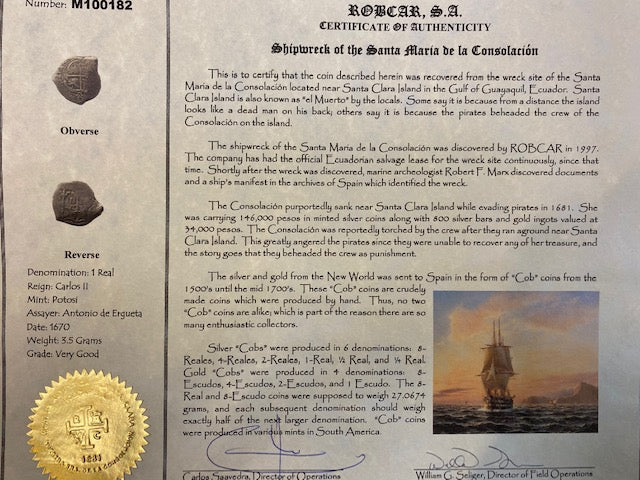 Number: M100182
Obverse
Reverse
Denomination: 1 Real
Reign: Carlos II
Mint: Potosí
Assayer: Antonio de Ergueta
Date: 1670
Weight: 3.5 Grams
Grade: Very Good
1681
ROBCAR, S.A.
CERTIFICATE OF AUTHENTICITY
Shipwreck of the Santa Maria de la Consolación
This is to certify that the coin described herein was recovered from the wreck site of the Santa
Maria de la Consolación located near Santa Clara Island in the Gulf of Guayaquíl, Ecuador. Santa
Clara Island is also known as "el Muerto" by the locals. Some say it is because from a distance the island
looks like a dead man on his back; others say it is because the pirates beheaded the crew of the
Consolación on the island.
The shipwreck of the Santa Maria de la Consolación was discovered by ROBCAR in 1997.
The company has had the official Ecuadorian salvage lease for the wreck site continuously, since that
time. Shortly after the wreck was discovered, marine archeologist Robert F. Marx discovered documents
and a ship's manifest in the archives of Spain which identified the wreck.
The Consolación purportedly sank near Santa Clara Island while evading pirates in 1681. She
was carrying 146,000 pesos in minted silver coins along with 800 silver bars and gold ingots valued at
34,000 pesos. The Consolación was reportedly torched by the crew after they ran aground near Santa
Clara Island. This greatly angered the pirates since they were unable to recover any of her treasure, and
the story goes that they beheaded the crew as punishment.
The silver and gold from the New World was sent to Spain in the form of "Cob" coins from the
1500's until the mid 1700's. These "Cob" coins are crudely
made coins which were produced by hand. Thus, no two
"Cob" coins are alike; which is part of the reason there are so
many enthusiastic collectors.
Silver "Cobs" were produced in 6 denominations: 8-
Reales, 4-Reales, 2-Reales, 1-Real, ½ Real, and ¼ Real.
Gold "Cobs" were produced in 4 denominations: 8-
Escudos, 4-Escudos, 2-Escudos, and 1 Escudo. The 8-
Real and 8-Escudo coins were supposed to weigh 27.0674
grams, and each subsequent denomination should weigh
exactly half of the next larger denomination. "Cob" coins
were produced in various mints in South America.
Carlos Saavedra, Director of Operations
William G. Seliger, Director of Field Operations